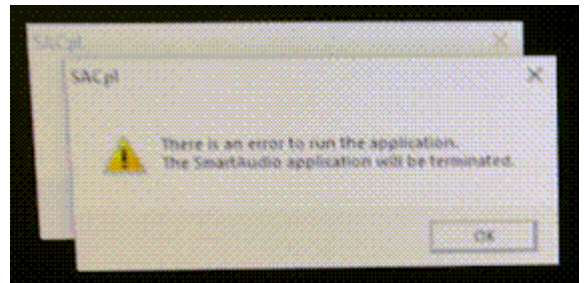 SACpl
SACpl
There is an error to run the application.
The SmartAudio application will be terminated.
OK